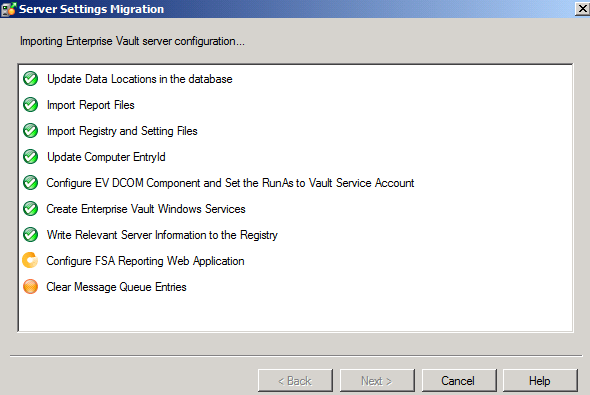 Server Settings Migration
Importing Enterprise Vault server configuration...
Update Data Locations in the database
Import Report Files
Import Registry and Setting Files
Update Computer EntryId
Configure EV DCOM Component and Set the RunAs to Vault Service Account
Create Enterprise Vault Windows Services
Write Relevant Server Information to the Registry
Configure FSA Reporting Web Application
Clear Message Queue Entries
< Back Next > Cancel Help